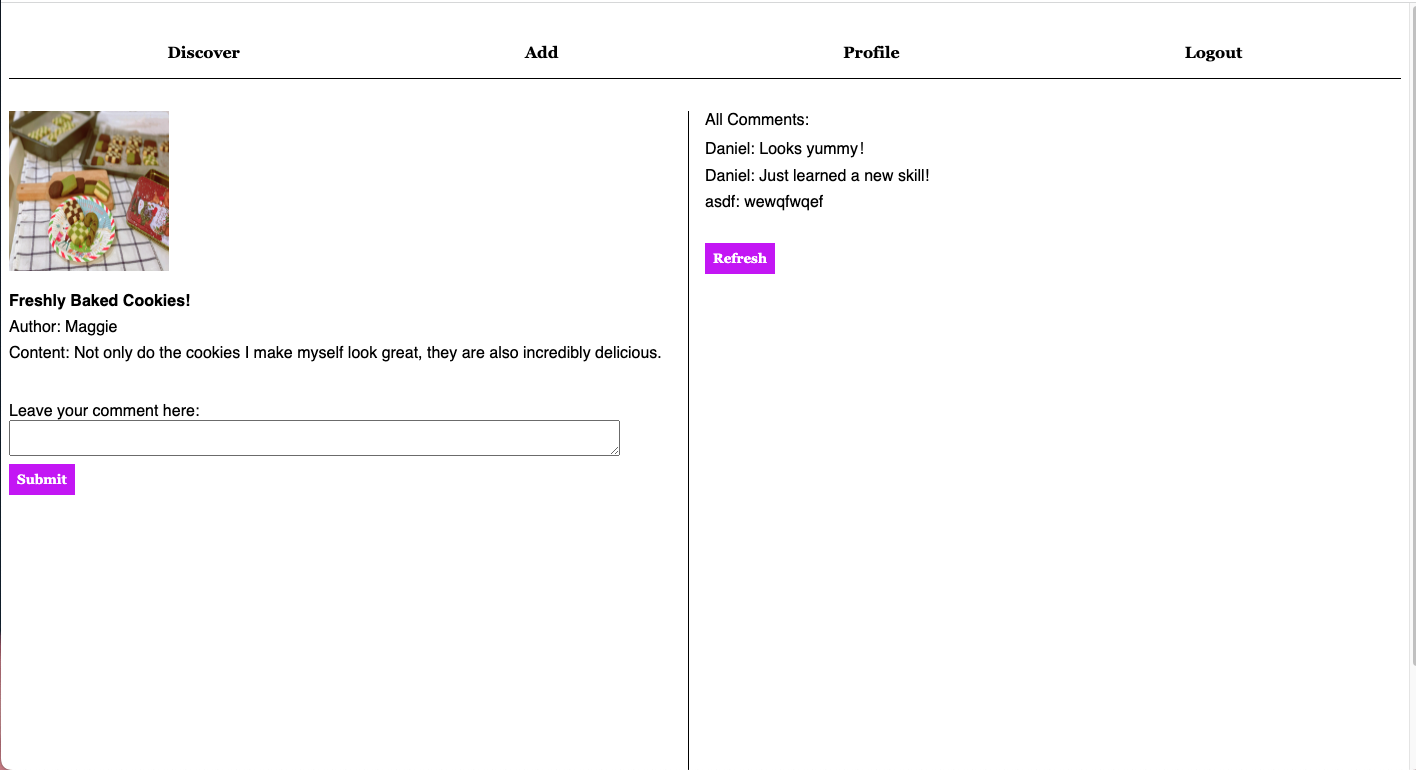 Discover Add Profile Logout
Freshly Baked Cookies!
Author: Maggie
Content: Not only do the cookies I make myself look great, they are also incredibly delicious.
Leave your comment here:
Submit
All Comments:
Daniel: Looks yummy!
Daniel: Just learned a new skill!
asdf: wewqfwqef
Refresh